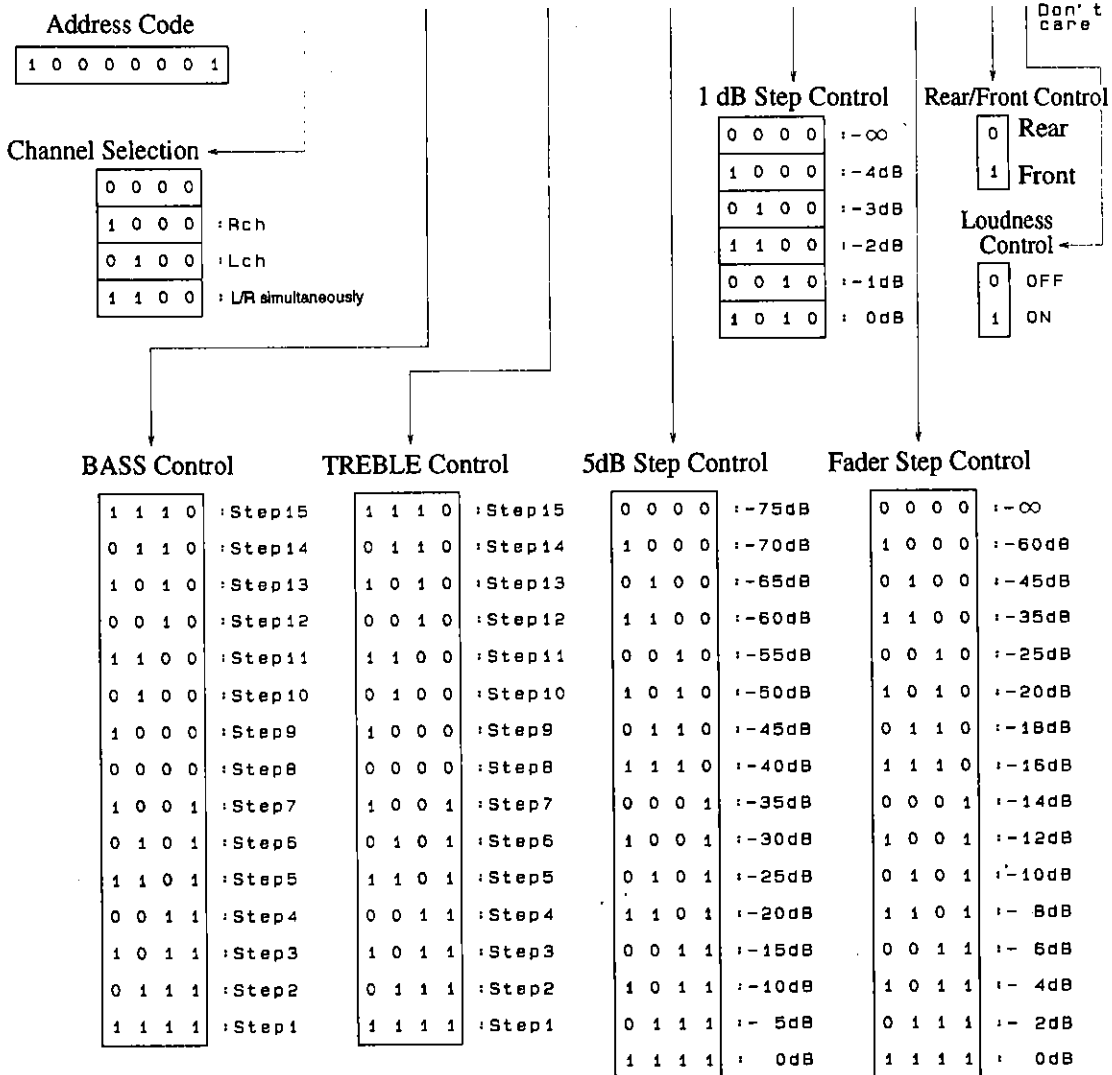 Don't
care
Address Code
1 0 0 0 0 0 0 1
Channel Selection
0 0 0 0
1 0 0 0 :Rch
0 1 0 0 :Lch
1 1 0 0 : L/R simultaneously
1 dB Step Control
0 0 0 0 :-∞
1 0 0 0 :-4dB
0 1 0 0 :-3dB
1 1 0 0 :-2dB
0 0 1 0 :-1dB
1 0 1 0 : 0dB
Rear/Front Control
0 Rear
1 Front
Loudness
Control
0 OFF
1 ON
BASS Control
1 1 1 0 :Step15
0 1 1 0 :Step14
1 0 1 0 :Step13
0 0 1 0 :Step12
1 1 0 0 :Step11
0 1 0 0 :Step10
1 0 0 0 :Step9
0 0 0 0 :Step8
1 0 0 1 :Step7
0 1 0 1 :Step6
1 1 0 1 :Step5
0 0 1 1 :Step4
1 0 1 1 :Step3
0 1 1 1 :Step2
1 1 1 1 :Step1
TREBLE Control
1 1 1 0 :Step15
0 1 1 0 :Step14
1 0 1 0 :Step13
0 0 1 0 :Step12
1 1 0 0 :Step11
0 1 0 0 :Step10
1 0 0 0 :Step9
0 0 0 0 :Step8
1 0 0 1 :Step7
0 1 0 1 :Step6
1 1 0 1 :Step5
0 0 1 1 :Step4
1 0 1 1 :Step3
0 1 1 1 :Step2
1 1 1 1 :Step1
5dB Step Control
0 0 0 0 :-75dB
1 0 0 0 :-70dB
0 1 0 0 :-65dB
1 1 0 0 :-60dB
0 0 1 0 :-55dB
1 0 1 0 :-50dB
0 1 1 0 :-45dB
1 1 1 0 :-40dB
0 0 0 1 :-35dB
1 0 0 1 :-30dB
0 1 0 1 :-25dB
1 1 0 1 :-20dB
0 0 1 1 :-15dB
1 0 1 1 :-10dB
0 1 1 1 :- 5dB
1 1 1 1 : 0dB
Fader Step Control
0 0 0 0 :-∞
1 0 0 0 :-60dB
0 1 0 0 :-45dB
1 1 0 0 :-35dB
0 0 1 0 :-25dB
1 0 1 0 :-20dB
0 1 1 0 :-18dB
1 1 1 0 :-16dB
0 0 0 1 :-14dB
1 0 0 1 :-12dB
0 1 0 1 :-10dB
1 1 0 1 :- 8dB
0 0 1 1 :- 6dB
1 0 1 1 :- 4dB
0 1 1 1 :- 2dB
1 1 1 1 : 0dB